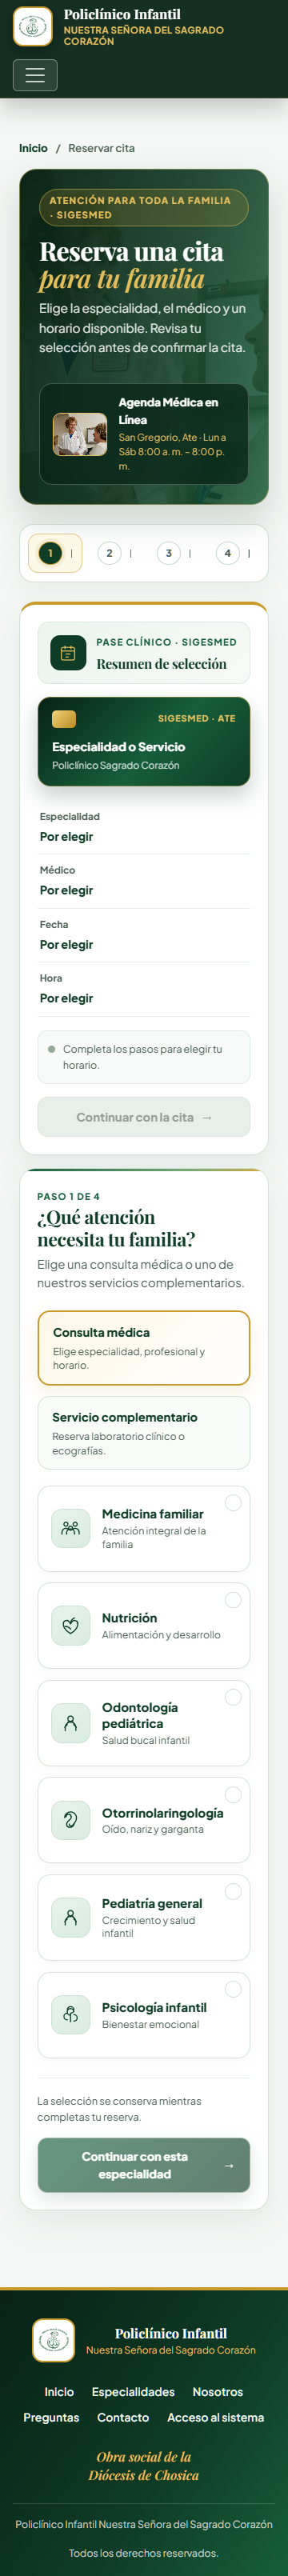 Policlínico Infantil
NUESTRA SEÑORA DEL SAGRADO
CORAZÓN
Inicio / Reservar cita
ATENCIÓN PARA TODA LA FAMILIA
· SIGESMED
Reserva una cita
para tu familia
Elige la especialidad, el médico y un
horario disponible. Revisa tu
selección antes de confirmar la cita.
Agenda Médica en
Línea
San Gregorio, Ate · Lun a
Sáb 8:00 a. m. – 8:00 p.
m.
1 2 3 4
PASE CLÍNICO · SIGESMED
Resumen de selección
SIGESMED · ATE
Especialidad o Servicio
Policlínico Sagrado Corazón
Especialidad
Por elegir
Médico
Por elegir
Fecha
Por elegir
Hora
Por elegir
Completa los pasos para elegir tu
horario.
Continuar con la cita →
PASO 1 DE 4
¿Qué atención
necesita tu familia?
Elige una consulta médica o uno de
nuestros servicios complementarios.
Consulta médica
Elige especialidad, profesional y
horario.
Servicio complementario
Reserva laboratorio clínico o
ecografías.
Medicina familiar
Atención integral de la
familia
Nutrición
Alimentación y desarrollo
Odontología
pediátrica
Salud bucal infantil
Otorrinolaringología
Oído, nariz y garganta
Pediatría general
Crecimiento y salud
infantil
Psicología infantil
Bienestar emocional
La selección se conserva mientras
completas tu reserva.
Continuar con esta
especialidad →
Policlínico Infantil
Nuestra Señora del Sagrado Corazón
Inicio Especialidades Nosotros
Preguntas Contacto Acceso al sistema
Obra social de la
Diócesis de Chosica
Policlínico Infantil Nuestra Señora del Sagrado Corazón
Todos los derechos reservados.